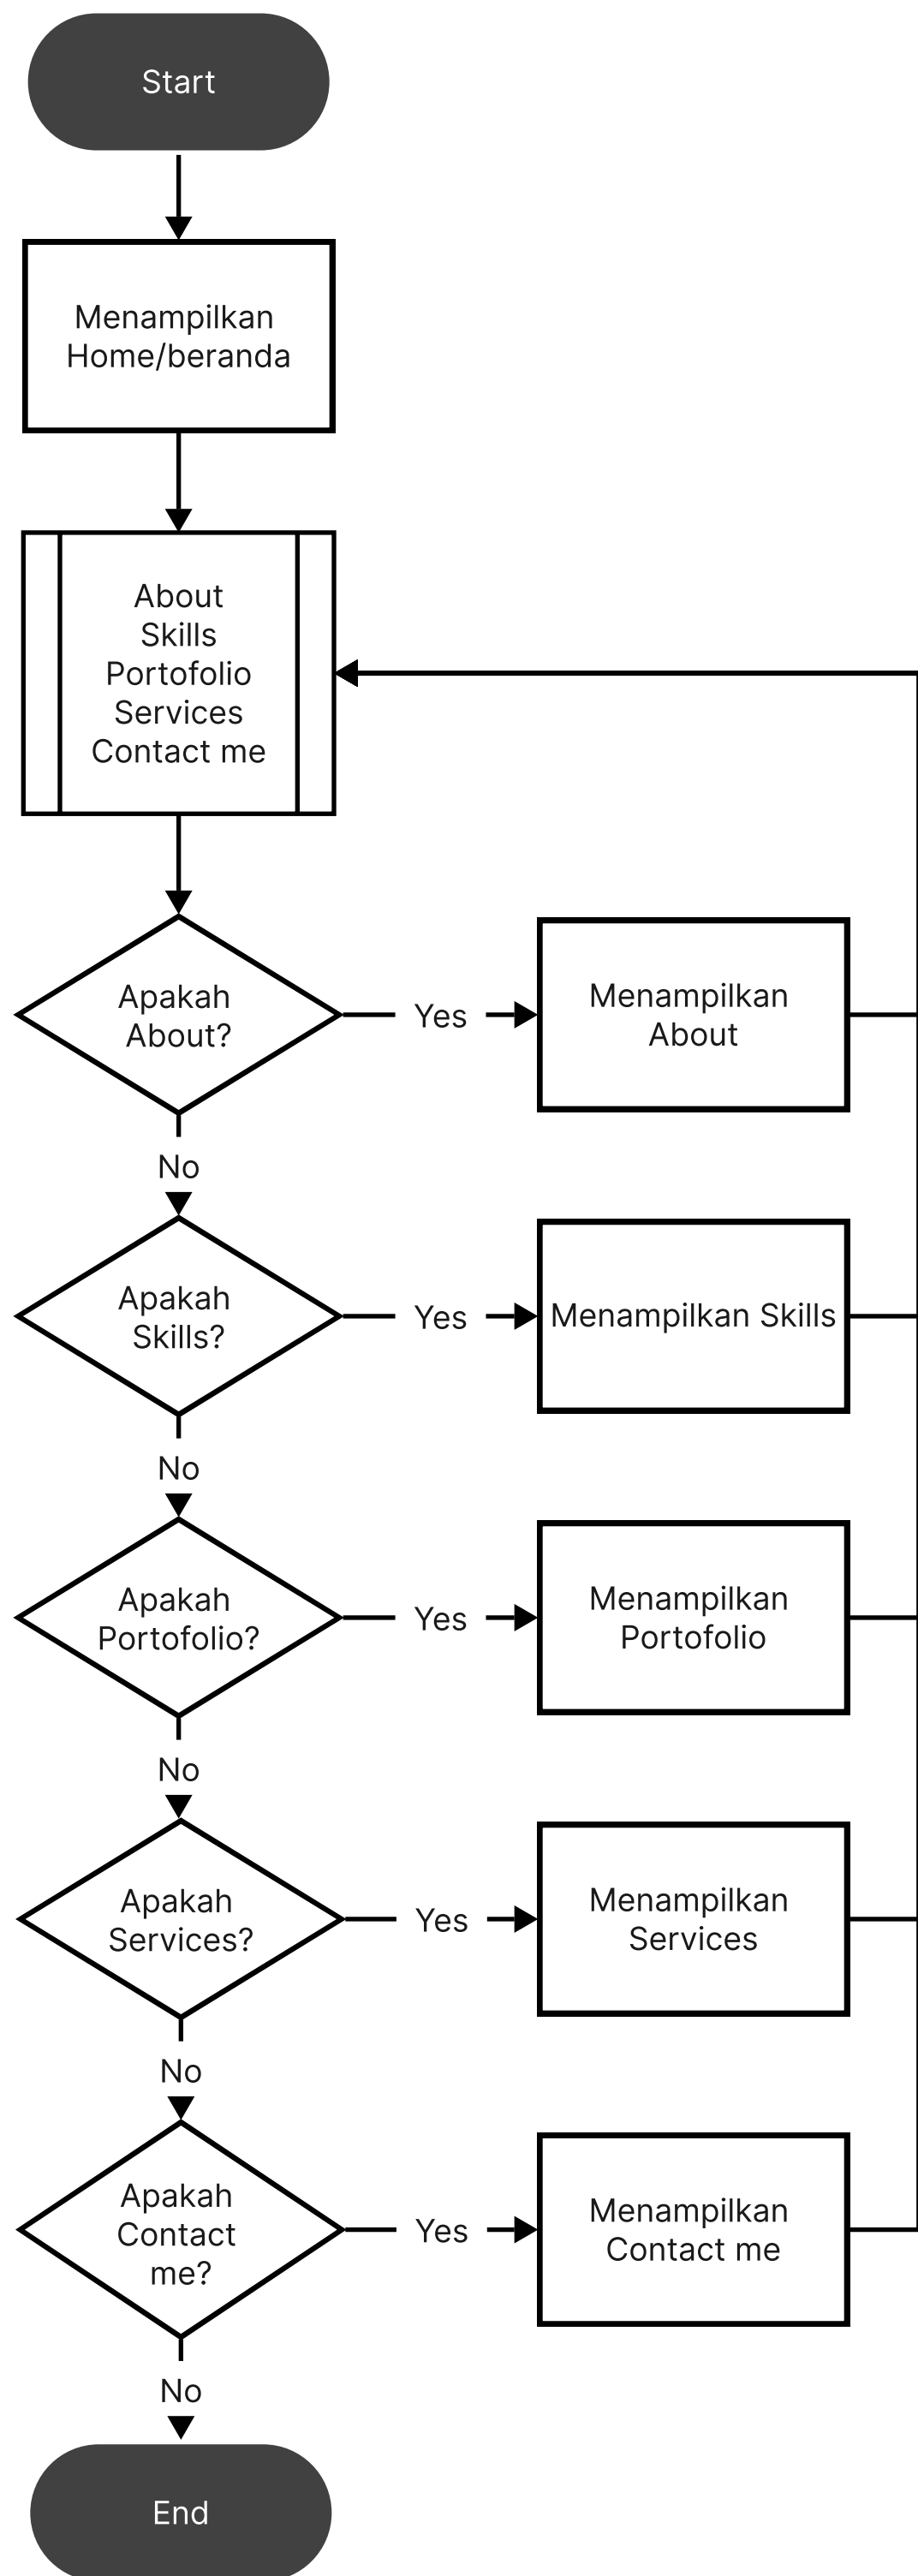 Start
Menampilkan
Home/beranda
About
Skills
Portofolio
Services
Contact me
Apakah
About?
Yes
Menampilkan
About
No
Apakah
Skills?
Yes
Menampilkan Skills
No
Apakah
Portofolio?
Yes
Menampilkan
Portofolio
No
Apakah
Services?
Yes
Menampilkan
Services
No
Apakah
Contact
me?
Yes
Menampilkan
Contact me
No
End